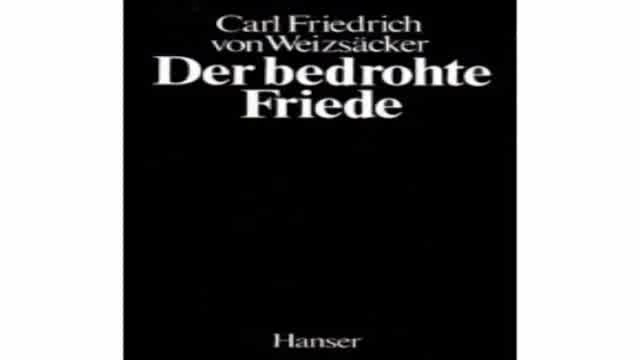 Carl Friedrich
von Weizsäcker
Der bedrohte
Friede
Hanser